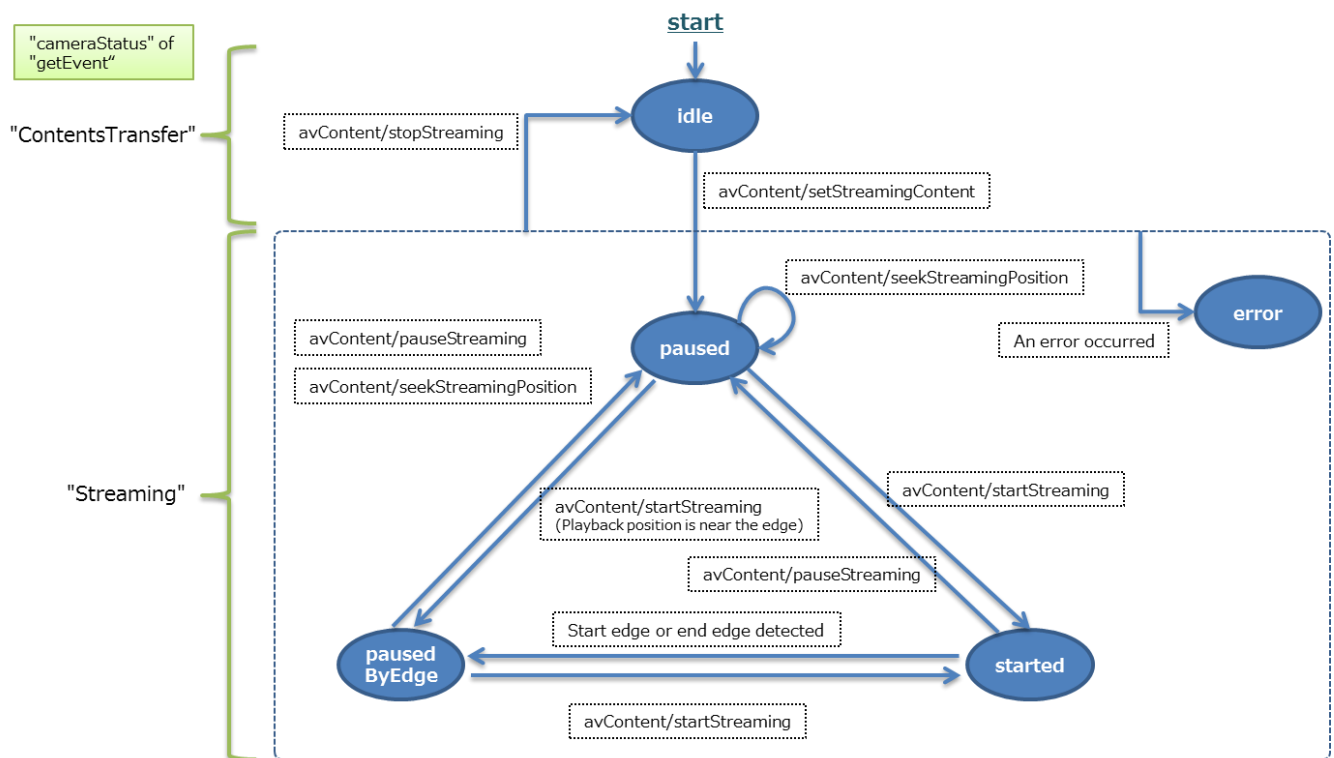 start
"cameraStatus" of
"getEvent“
idle
"ContentsTransfer"
avContent/stopStreaming
avContent/setStreamingContent
avContent/seekStreamingPosition
error
avContent/pauseStreaming
paused
An error occurred
avContent/seekStreamingPosition
"Streaming"
avContent/startStreaming
(Playback position is near the edge)
avContent/startStreaming
avContent/pauseStreaming
Start edge or end edge detected
paused
ByEdge
started
avContent/startStreaming